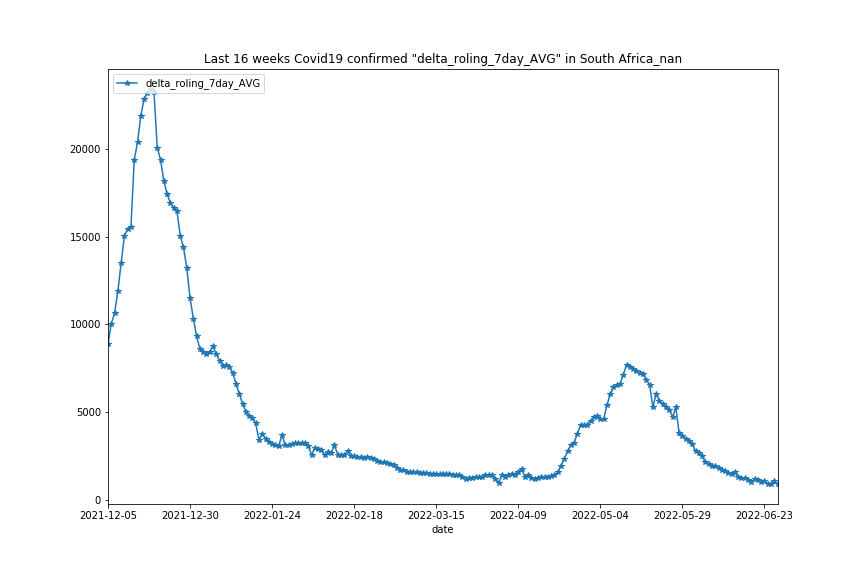 Last 16 weeks Covid19 confirmed "delta_roling_7day_AVG" in South Africa_nan
delta_roling_7day_AVG
20000
15000
10000
5000
0
2021-12-05 2021-12-30 2022-01-24 2022-02-18 2022-03-15 2022-04-09 2022-05-04 2022-05-29 2022-06-23
date